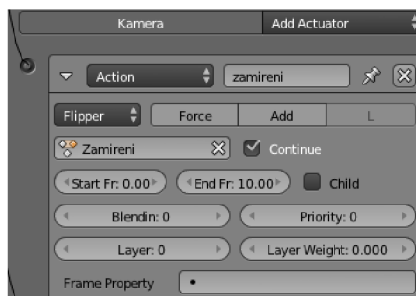 Kamera Add Actuator
Action zamireni
Flipper Force Add L
Zamireni Continue
Start Fr: 0.00 End Fr: 10.00 Child
Blendin: 0 Priority: 0
Layer: 0 Layer Weight: 0.000
Frame Property